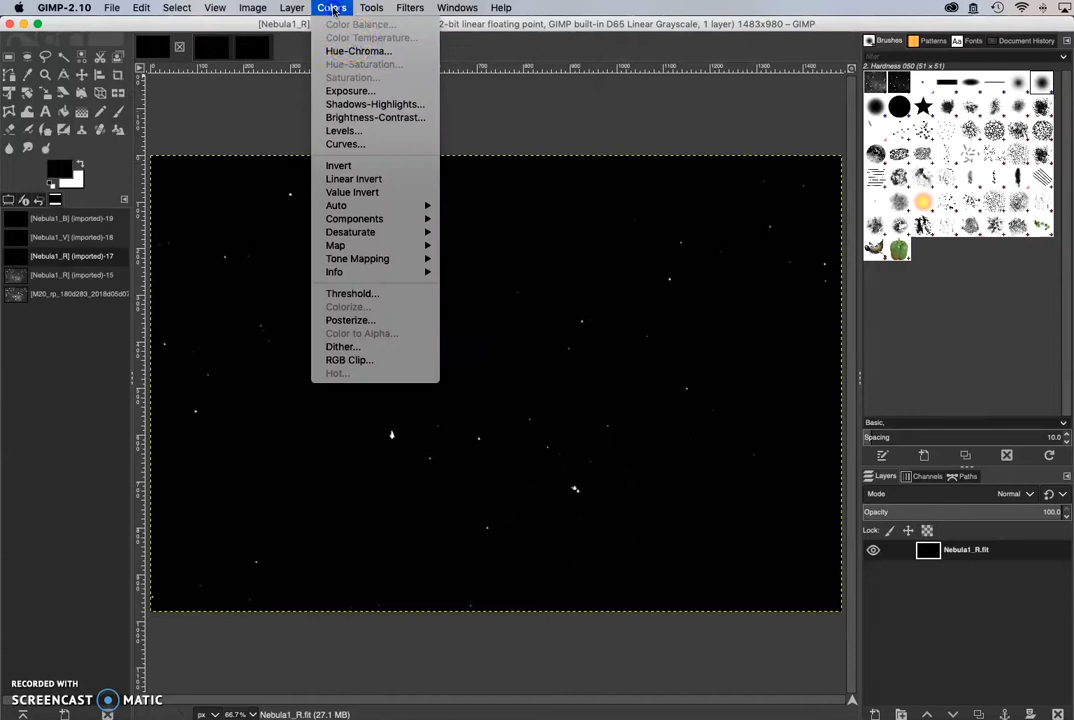 GIMP-2.10 File Edit Select View Image Layer Colors Tools Filters Windows Help
[Nebula1_R] 2-bit linear floating point, GIMP built-in D65 Linear Grayscale, 1 layer) 1483x980 – GIMP
Color Balance...
Color Temperature...
Hue-Chroma...
Hue-Saturation...
Saturation...
Exposure...
Shadows-Highlights...
Brightness-Contrast...
Levels...
Curves...
Invert
Linear Invert
Value Invert
Auto
Components
Desaturate
Map
Tone Mapping
Info
Threshold...
Colorize...
Posterize...
Color to Alpha...
Dither...
RGB Clip...
Hot...
[Nebula1_B] (imported)-19
[Nebula1_V] (imported)-18
[Nebula1_R] (imported)-17
[Nebula1_R] (imported)-15
[M20_rp_180d283_2018d05d07
Brushes Patterns Aa Fonts Document History
filter
2. Hardness 050 (51 × 51)
Basic,
Spacing 10.0
Layers Channels Paths
Mode Normal
Opacity 100.0
Lock:
Nebula1_R.fit
RECORDED WITH
SCREENCAST MATIC
px 66.7% Nebula1_R.fit (27.1 MB)